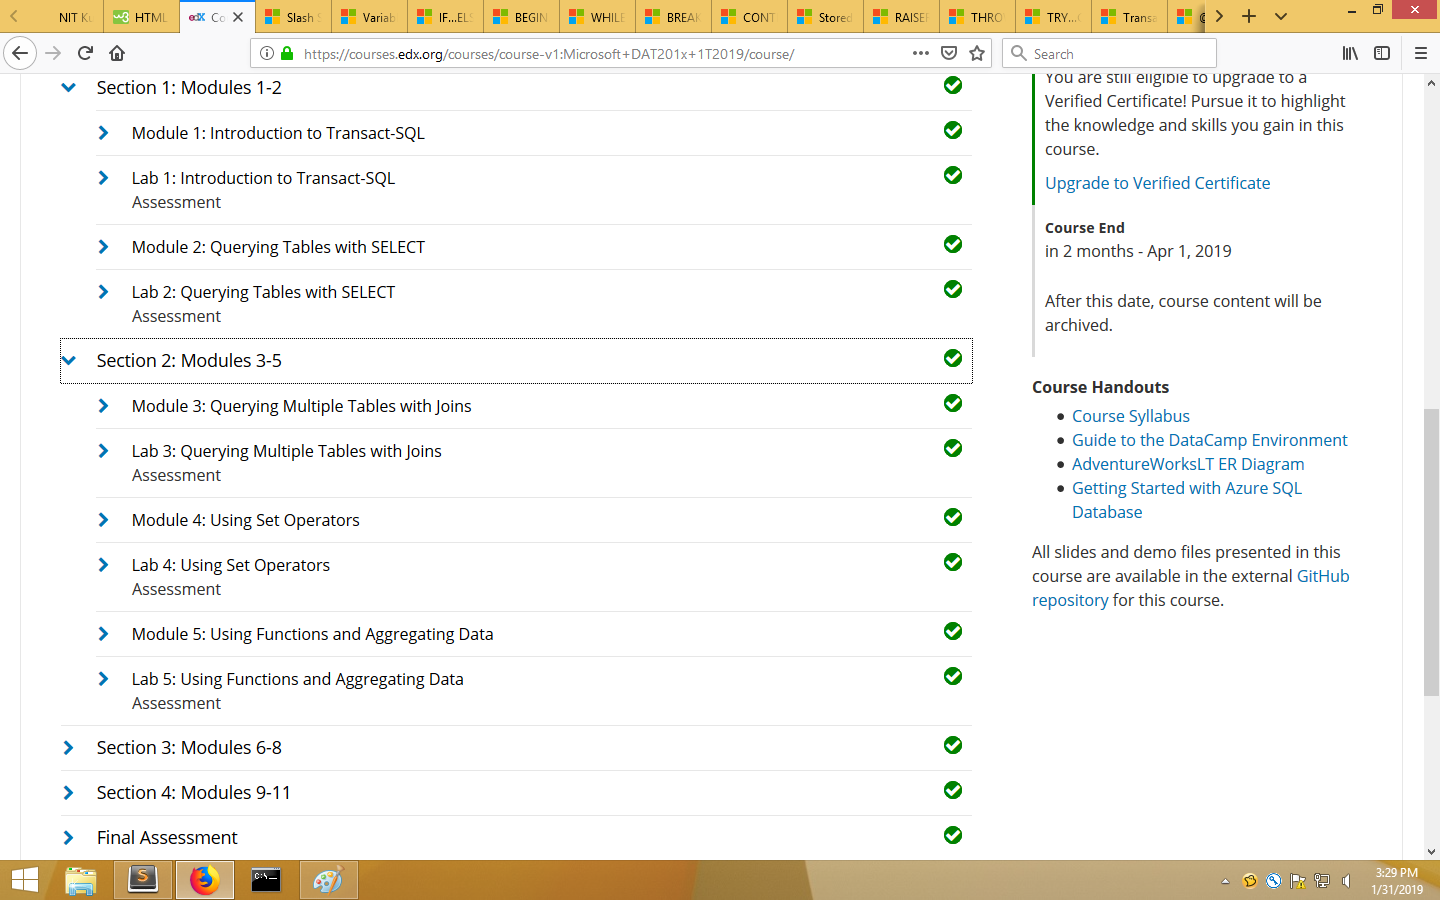 NIT Ku
HTML
edX Co
Slash S
Variab
IF...ELS
BEGIN
WHILE
BREAK
CONT
Stored
RAISER
THRO
TRY...C
Transa
https://courses.edx.org/courses/course-v1:Microsoft+DAT201x+1T2019/course/
Search
Section 1: Modules 1-2
Module 1: Introduction to Transact-SQL
Lab 1: Introduction to Transact-SQL
Assessment
Module 2: Querying Tables with SELECT
Lab 2: Querying Tables with SELECT
Assessment
Section 2: Modules 3-5
Module 3: Querying Multiple Tables with Joins
Lab 3: Querying Multiple Tables with Joins
Assessment
Module 4: Using Set Operators
Lab 4: Using Set Operators
Assessment
Module 5: Using Functions and Aggregating Data
Lab 5: Using Functions and Aggregating Data
Assessment
Section 3: Modules 6-8
Section 4: Modules 9-11
Final Assessment
You are still eligible to upgrade to a
Verified Certificate! Pursue it to highlight
the knowledge and skills you gain in this
course.
Upgrade to Verified Certificate
Course End
in 2 months - Apr 1, 2019
After this date, course content will be
archived.
Course Handouts
Course Syllabus
Guide to the DataCamp Environment
AdventureWorksLT ER Diagram
Getting Started with Azure SQL
Database
All slides and demo files presented in this
course are available in the external GitHub
repository for this course.
3:29 PM
1/31/2019